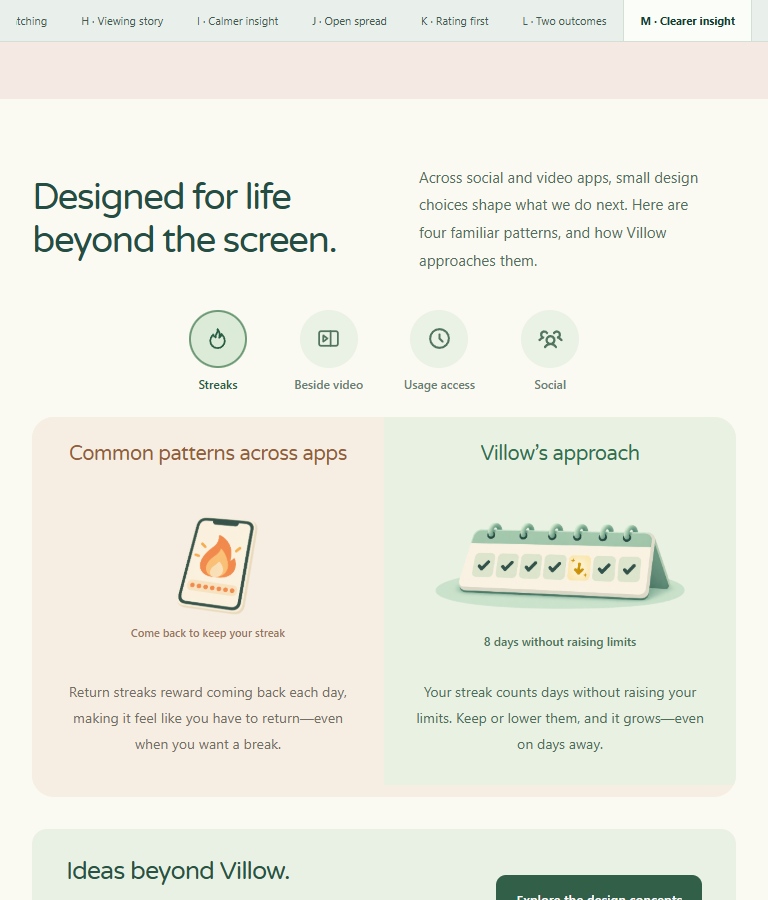 H · Viewing story
I · Calmer insight
J · Open spread
K · Rating first
L · Two outcomes
M · Clearer insight
Designed for life
beyond the screen.
Across social and video apps, small design
choices shape what we do next. Here are
four familiar patterns, and how Villow
approaches them.
Streaks
Beside video
Usage access
Social
Common patterns across apps
Come back to keep your streak
Return streaks reward coming back each day,
making it feel like you have to return—even
when you want a break.
Villow’s approach
8 days without raising limits
Your streak counts days without raising your
limits. Keep or lower them, and it grows—even
on days away.
Ideas beyond Villow.
Explore the design concepts